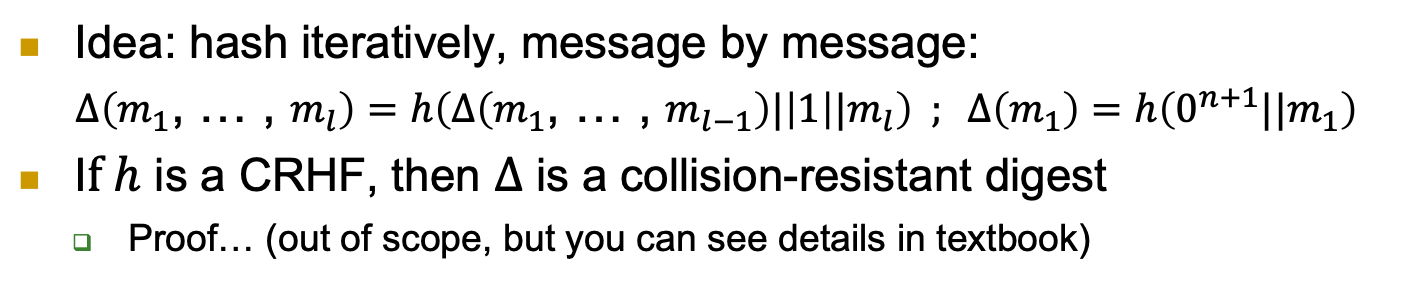 Idea: hash iteratively, message by message:
Δ(m₁, … , mₗ) = h(Δ(m₁, … , mₗ₋₁)||1||mₗ) ; Δ(m₁) = h(0ⁿ⁺¹||m₁)
If h is a CRHF, then Δ is a collision-resistant digest
Proof… (out of scope, but you can see details in textbook)